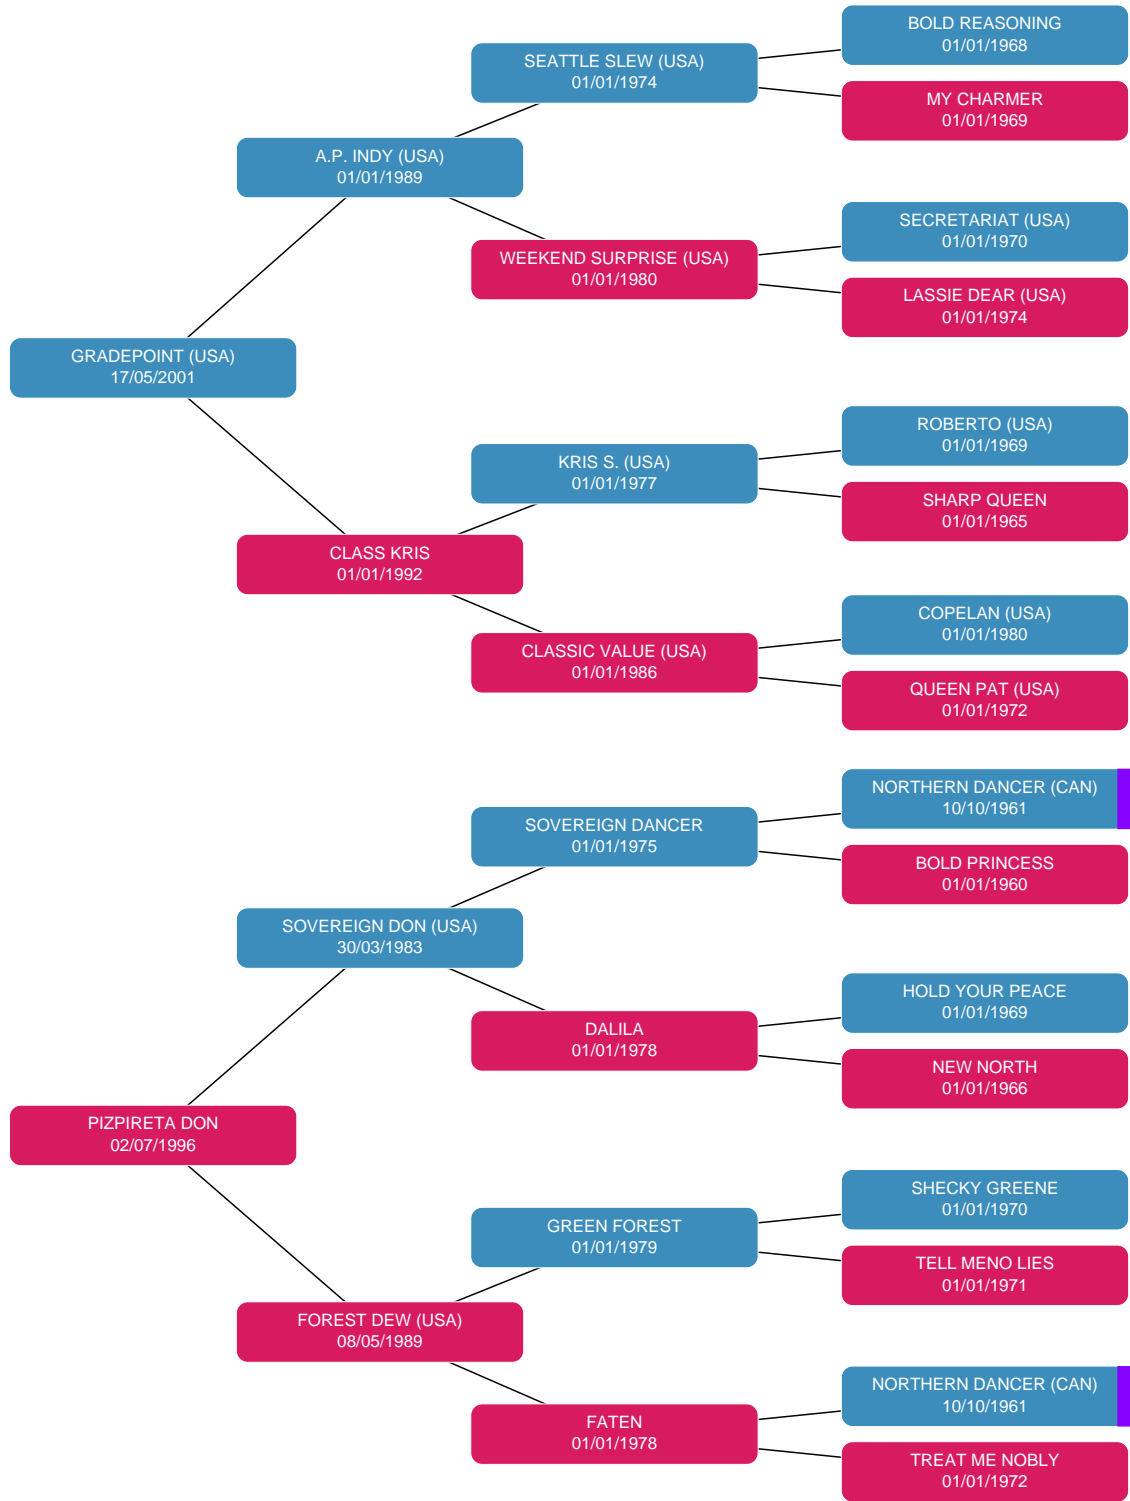 BOLD REASONING
01/01/1968
SEATTLE SLEW (USA)
01/01/1974
MY CHARMER
01/01/1969
A.P. INDY (USA)
01/01/1989
SECRETARIAT (USA)
01/01/1970
WEEKEND SURPRISE (USA)
01/01/1980
LASSIE DEAR (USA)
01/01/1974
GRADEPOINT (USA)
17/05/2001
ROBERTO (USA)
01/01/1969
KRIS S. (USA)
01/01/1977
SHARP QUEEN
01/01/1965
CLASS KRIS
01/01/1992
COPELAN (USA)
01/01/1980
CLASSIC VALUE (USA)
01/01/1986
QUEEN PAT (USA)
01/01/1972
NORTHERN DANCER (CAN)
10/10/1961
SOVEREIGN DANCER
01/01/1975
BOLD PRINCESS
01/01/1960
SOVEREIGN DON (USA)
30/03/1983
HOLD YOUR PEACE
01/01/1969
DALILA
01/01/1978
NEW NORTH
01/01/1966
PIZPIRETA DON
02/07/1996
SHECKY GREENE
01/01/1970
GREEN FOREST
01/01/1979
TELL MENO LIES
01/01/1971
FOREST DEW (USA)
08/05/1989
NORTHERN DANCER (CAN)
10/10/1961
FATEN
01/01/1978
TREAT ME NOBLY
01/01/1972